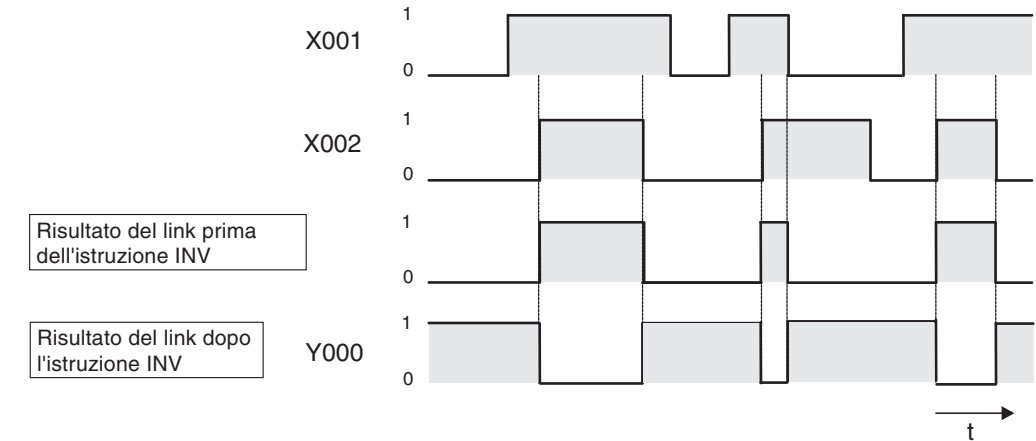 1
X001
0
1
X002
0
Risultato del link prima
dell'istruzione INV
1
0
Risultato del link dopo
l'istruzione INV
1
Y000
0
t